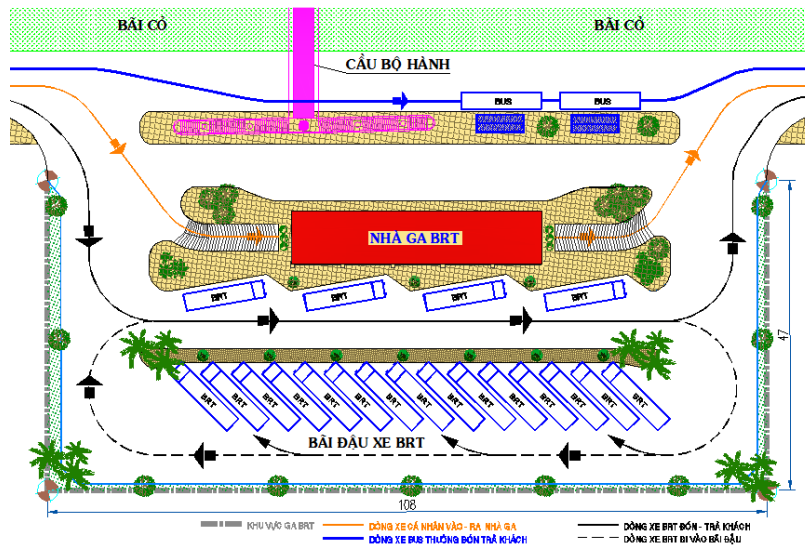 BÃI CỎ
BÃI CỎ
CẦU BỘ HÀNH
BUS
BUS
NHÀ GA BRT
BRT
BRT
BRT
BRT
47
BRT BRT BRT BRT BRT BRT BRT BRT BRT BRT BRT BRT BRT BRT
BÃI ĐẬU XE BRT
108
KHU VỰC GA BRT
DÒNG XE CÁ NHÂN VÀO - RA NHÀ GA
DÒNG XE BRT ĐÓN - TRẢ KHÁCH
DÒNG XE BUS THƯỜNG ĐÓN TRẢ KHÁCH
DÒNG XE BRT ĐI VÀO BÃI ĐẬU